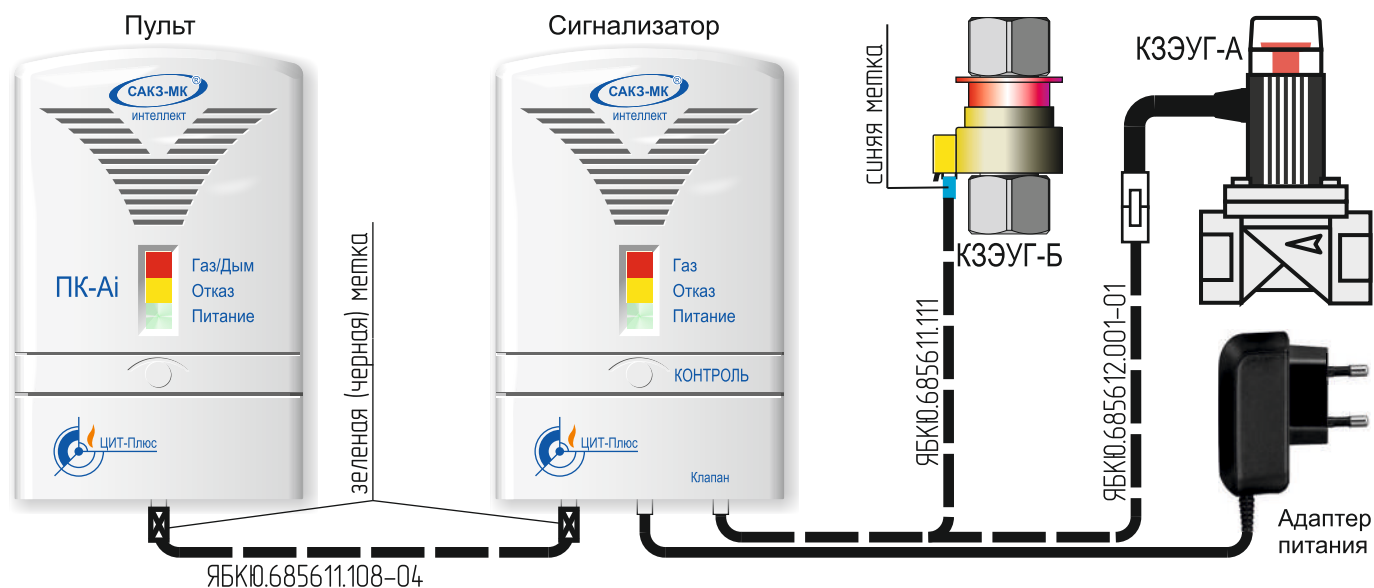 Пульт
САКЗ-МК®
интеллект
ПК-Ai
Газ/Дым
Отказ
Питание
ЦИТ-Плюс
зеленая (черная) метка
ЯБКЮ.685611.108-04
Сигнализатор
САКЗ-МК®
интеллект
Газ
Отказ
Питание
КОНТРОЛЬ
ЦИТ-Плюс
Клапан
синяя метка
КЗЭУГ-Б
ЯБКЮ.685611.111
КЗЭУГ-А
ЯБКЮ.685612.001-01
Адаптер
питания